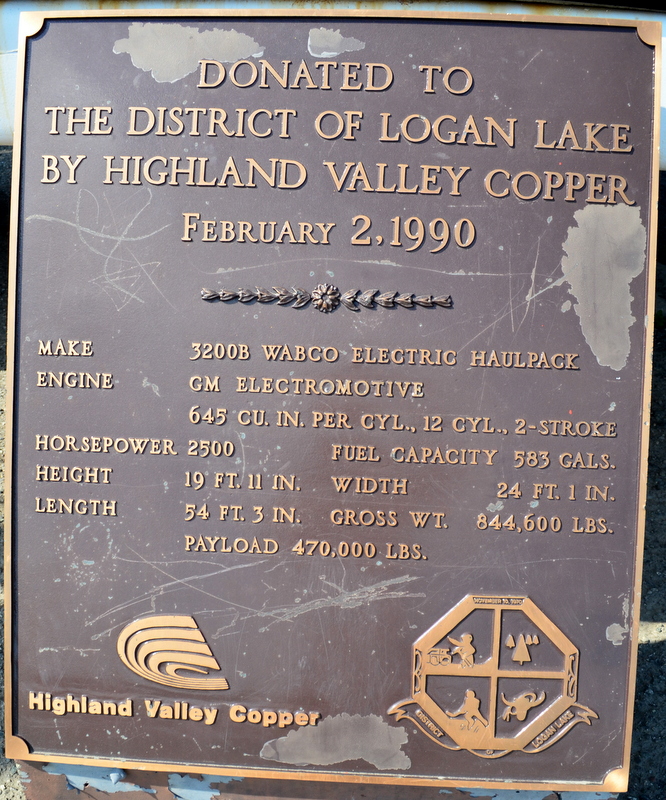 DONATED TO
THE DISTRICT OF LOGAN LAKE
BY HIGHLAND VALLEY COPPER
FEBRUARY 2, 1990
MAKE 3200B WABCO ELECTRIC HAULPACK
ENGINE GM ELECTROMOTIVE
645 CU. IN. PER CYL., 12 CYL., 2-STROKE
HORSEPOWER 2500 FUEL CAPACITY 583 GALS.
HEIGHT 19 FT. 11 IN. WIDTH 24 FT. 1 IN.
LENGTH 54 FT. 3 IN. GROSS WT. 844,600 LBS.
PAYLOAD 470,000 LBS.
Highland Valley Copper
NOVEMBER
DISTRICT
LOGAN LAKE